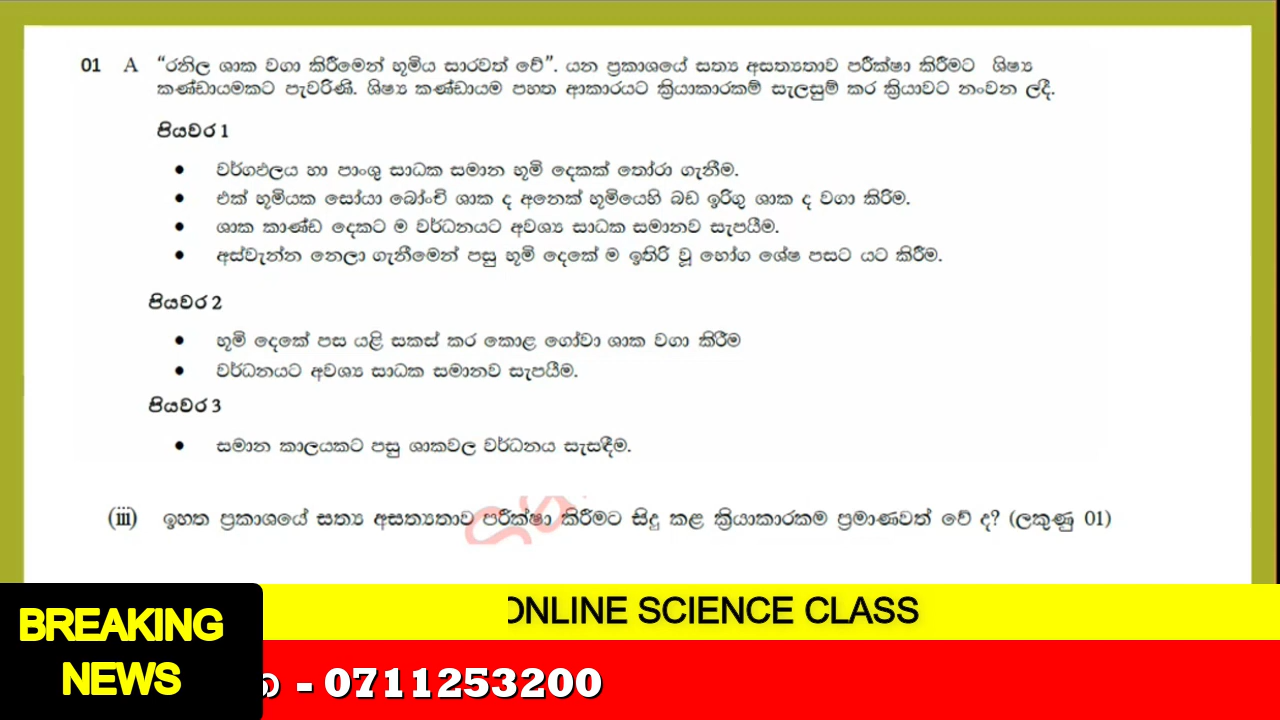 01 A “රනිල ශාක වගා කිරීමෙන් භූමිය සාරවත් වේ”. යන ප්‍රකාශයේ සත්‍ය අසත්‍යතාව පරීක්ෂා කිරීමට ශිෂ්‍ය
කණ්ඩායමකට පැවරිණි. ශිෂ්‍ය කණ්ඩායම පහත ආකාරයට ක්‍රියාකාරකම් සැලසුම් කර ක්‍රියාවට නංවන ල්දී.
පියවර 1
● වර්ගඵලය හා පාංශු සාධක සමාන භූමි දෙකක් තෝරා ගැනීම.
● එක් භූමියක සෝයා බෝංචි ශාක ද අනෙක් භූමියෙහි බඩ ඉරිගු ශාක ද වගා කිරිම.
● ශාක කාණ්ඩ දෙකට ම වර්ධනයට අවශ්‍ය සාධක සමානව සැපයීම.
● අස්වැන්න නෙලා ගැනීමෙන් පසු භූමි දෙකේ ම ඉතිරි වූ භෝග ශේෂ පසට යට කිරීම.
පියවර 2
● භූමි දෙකේ පස යළි සකස් කර කොළ ගෝවා ශාක වගා කිරීම
● වර්ධනයට අවශ්‍ය සාධක සමානව සැපයීම.
පියවර 3
● සමාන කාලයකට පසු ශාකවල වර්ධනය සැසඳීම.
(iii) ඉහත ප්‍රකාශයේ සත්‍ය අසත්‍යතාව පරීක්ෂා කිරීමට සිදු කළ ක්‍රියාකාරකම ප්‍රමාණවත් වේ ද? (ලකුණු 01)
ONLINE SCIENCE CLASS
BREAKING
NEWS
- 0711253200